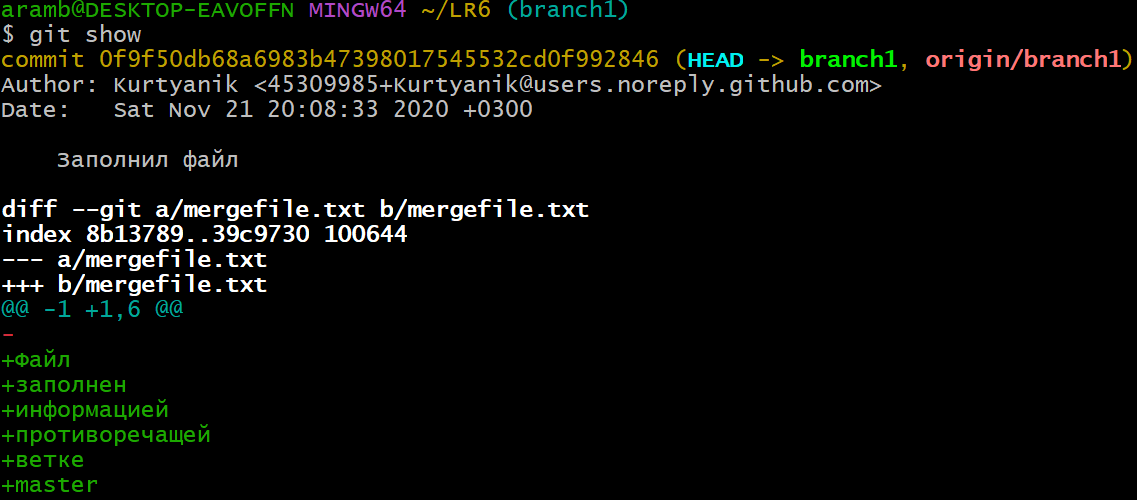 aramb@DESKTOP-EAVOFFN MINGW64 ~/LR6 (branch1)
$ git show
commit 0f9f50db68a6983b47398017545532cd0f992846 (HEAD -> branch1, origin/branch1)
Author: Kurtyanik <45309985+Kurtyanik@users.noreply.github.com>
Date:   Sat Nov 21 20:08:33 2020 +0300
    Заполнил файл
diff --git a/mergefile.txt b/mergefile.txt
index 8b13789..39c9730 100644
--- a/mergefile.txt
+++ b/mergefile.txt
@@ -1 +1,6 @@
-
+Файл
+заполнен
+информацией
+противоречащей
+ветке
+master